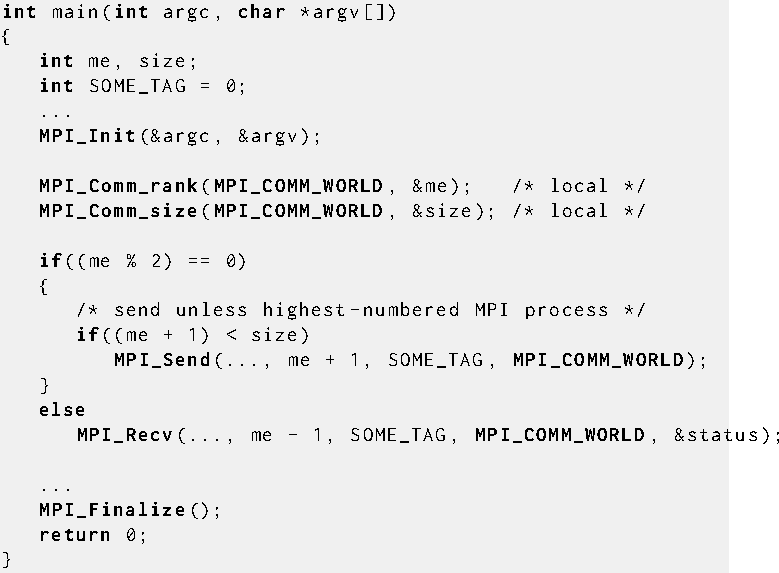 int main(int argc, char *argv[])
{
int me, size;
int SOME_TAG = 0;
...
MPI_Init(&argc, &argv);
MPI_Comm_rank(MPI_COMM_WORLD, &me); /* local */
MPI_Comm_size(MPI_COMM_WORLD, &size); /* local */
if((me % 2) == 0)
{
/* send unless highest-numbered MPI process */
if((me + 1) < size)
MPI_Send(..., me + 1, SOME_TAG, MPI_COMM_WORLD);
}
else
MPI_Recv(..., me - 1, SOME_TAG, MPI_COMM_WORLD, &status);
...
MPI_Finalize();
return 0;
}